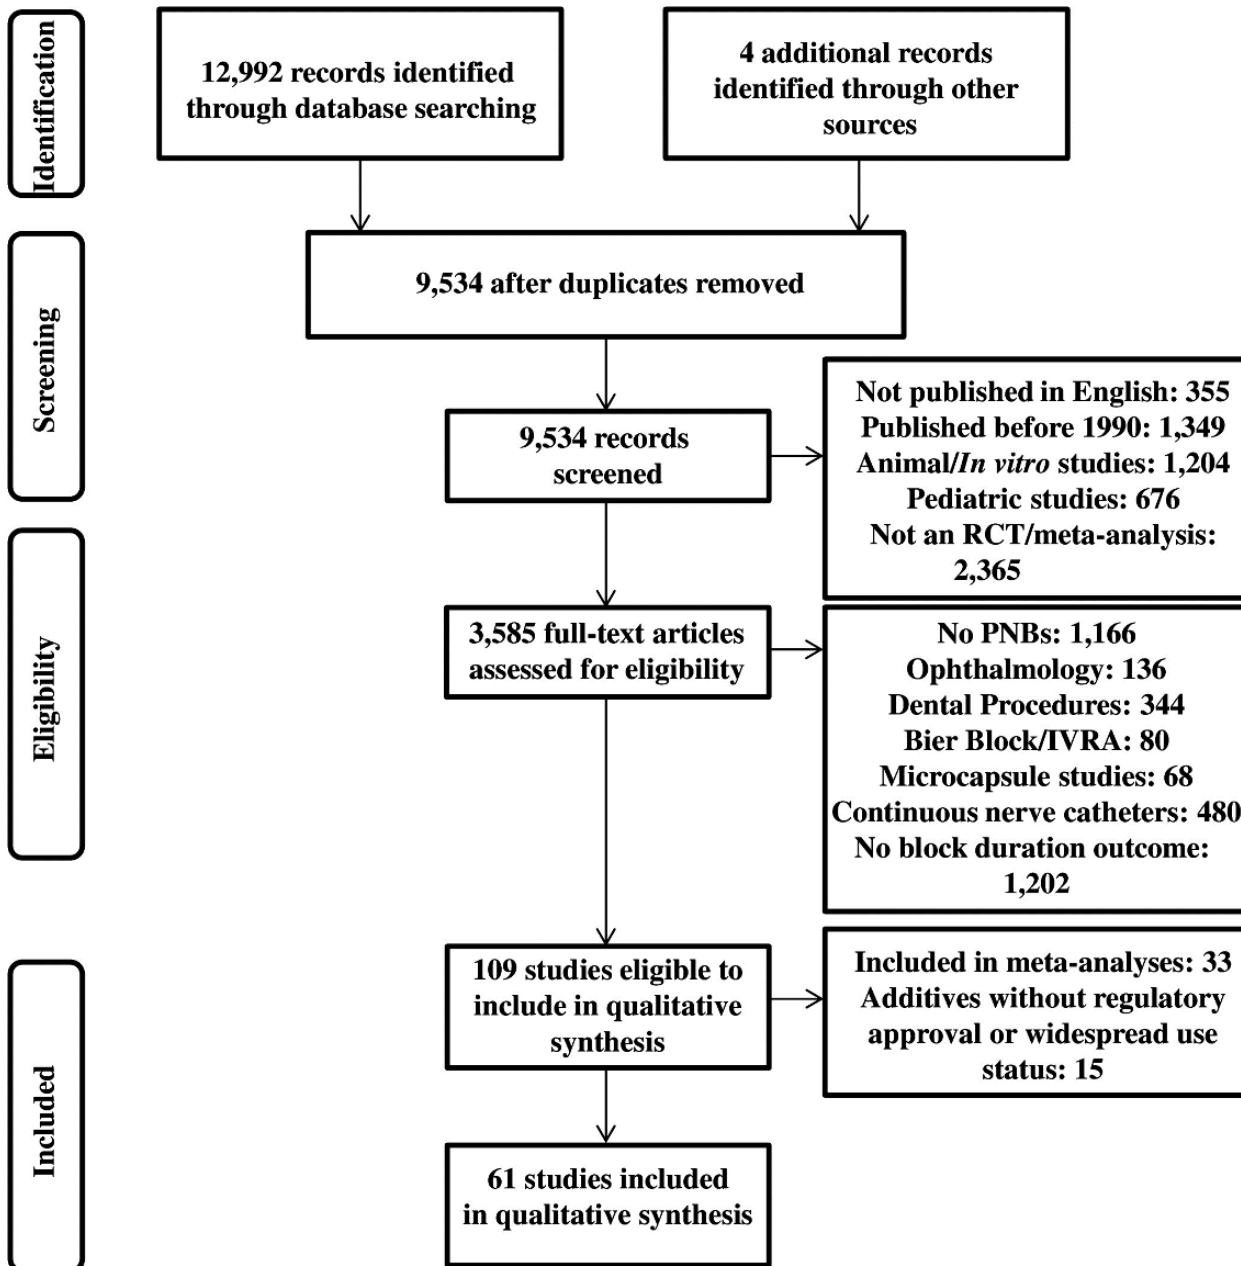 Identification
12,992 records identified
through database searching
4 additional records
identified through other
sources
Screening
9,534 after duplicates removed
9,534 records
screened
Not published in English: 355
Published before 1990: 1,349
Animal/In vitro studies: 1,204
Pediatric studies: 676
Not an RCT/meta-analysis:
2,365
Eligibility
3,585 full-text articles
assessed for eligibility
No PNBs: 1,166
Ophthalmology: 136
Dental Procedures: 344
Bier Block/IVRA: 80
Microcapsule studies: 68
Continuous nerve catheters: 480
No block duration outcome:
1,202
Included
109 studies eligible to
include in qualitative
synthesis
Included in meta-analyses: 33
Additives without regulatory
approval or widespread use
status: 15
61 studies included
in qualitative synthesis